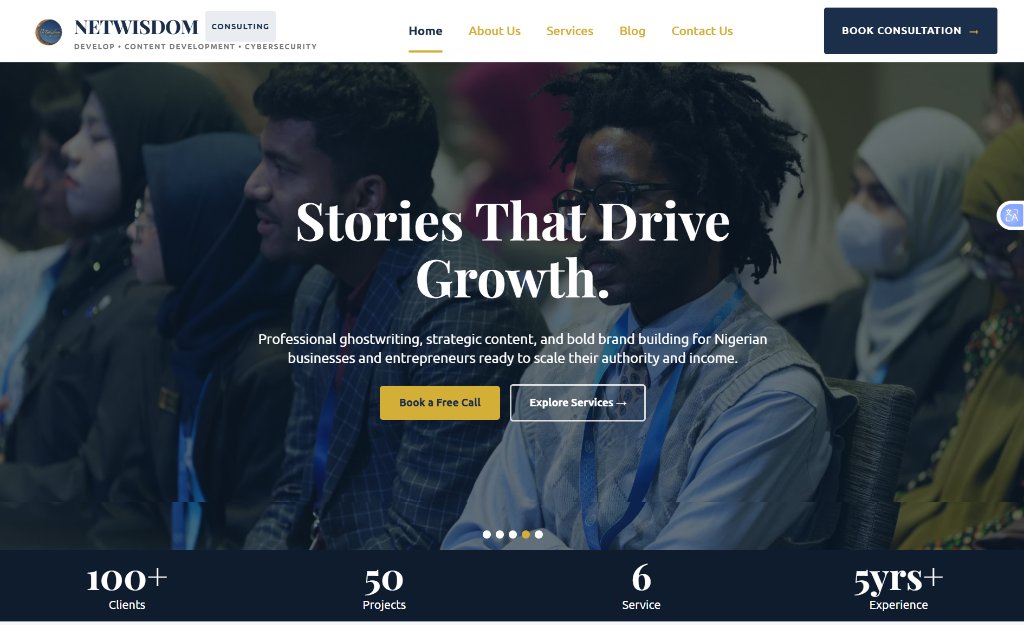 NETWISDOM CONSULTING
DEVELOP • CONTENT DEVELOPMENT • CYBERSECURITY
Home About Us Services Blog Contact Us
BOOK CONSULTATION →
Stories That Drive
Growth.
Professional ghostwriting, strategic content, and bold brand building for Nigerian
businesses and entrepreneurs ready to scale their authority and income.
Book a Free Call Explore Services →
100+ 50 6 5yrs+
Clients Projects Service Experience